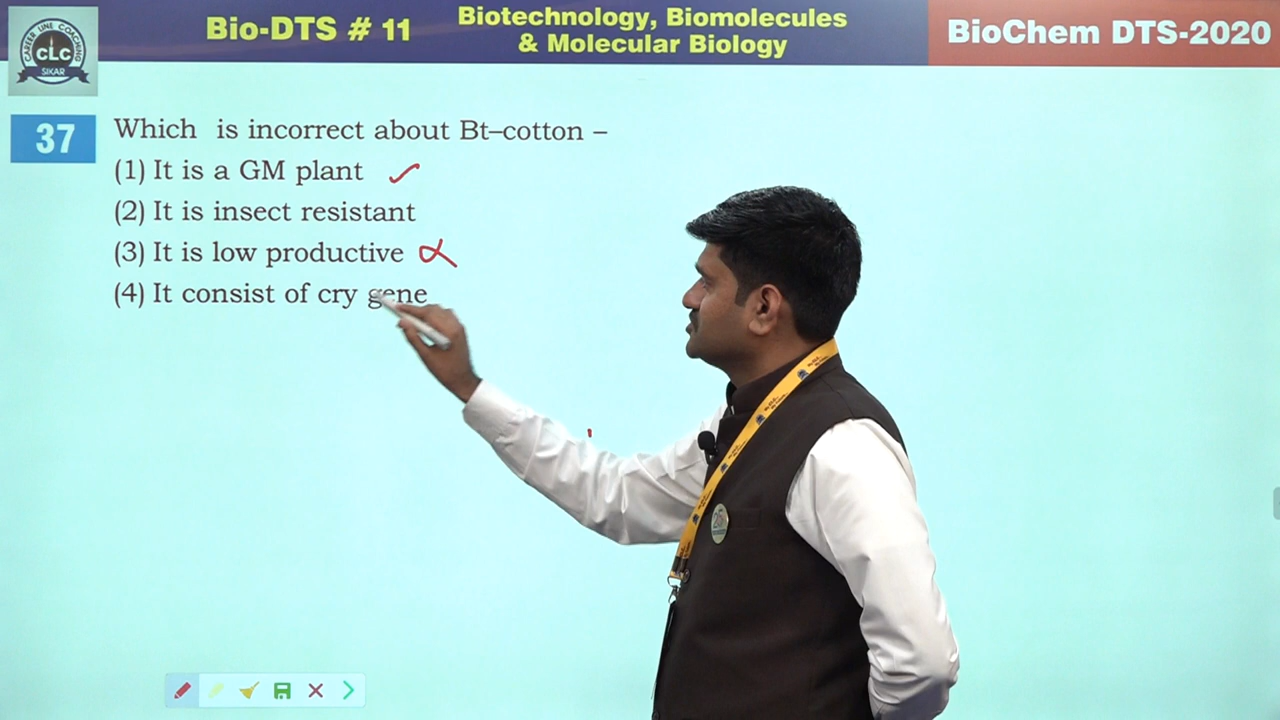 Bio-DTS # 11
Biotechnology, Biomolecules
& Molecular Biology
BioChem DTS-2020
CAREER LINE COACHING
CLC
SIKAR
37
Which is incorrect about Bt–cotton –
(1) It is a GM plant
(2) It is insect resistant
(3) It is low productive
(4) It consist of cry gene